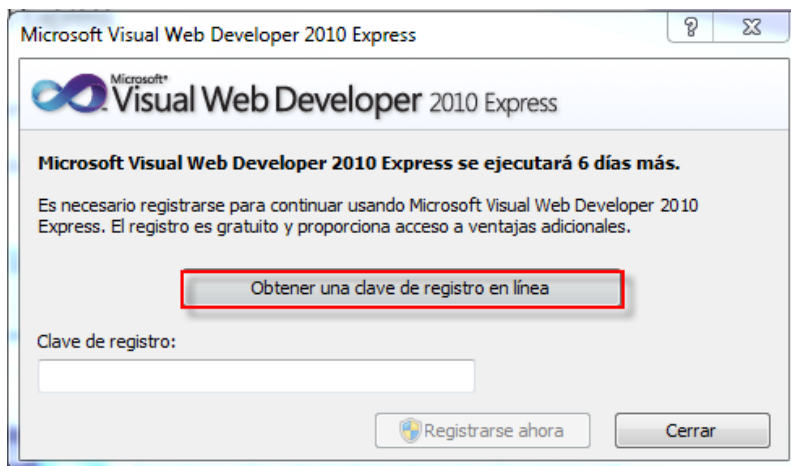 Microsoft Visual Web Developer 2010 Express
Microsoft®
Visual Web Developer 2010 Express
Microsoft Visual Web Developer 2010 Express se ejecutará 6 días más.
Es necesario registrarse para continuar usando Microsoft Visual Web Developer 2010
Express. El registro es gratuito y proporciona acceso a ventajas adicionales.
Obtener una clave de registro en línea
Clave de registro:
Registrarse ahora
Cerrar